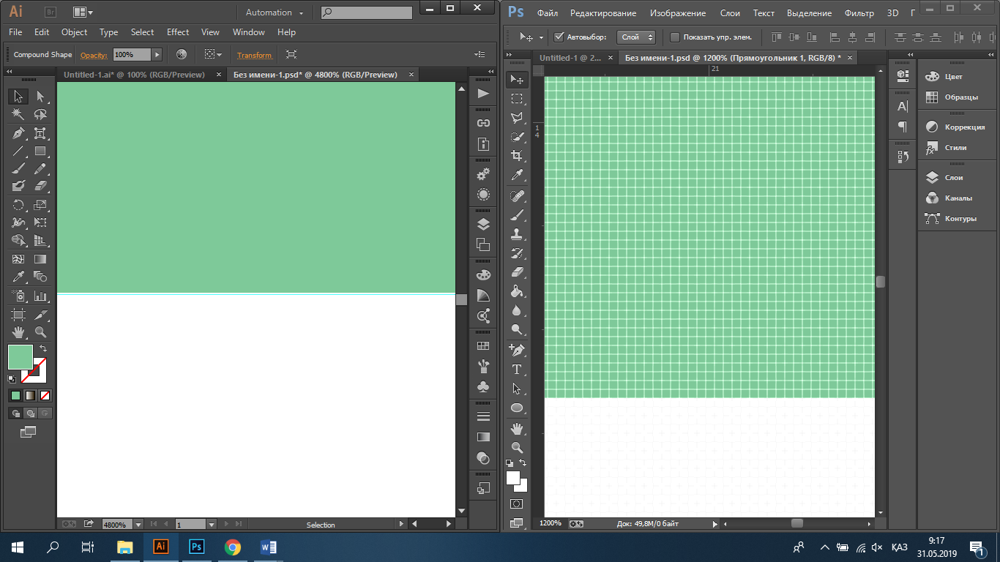 Ai
Br
Automation
File Edit Object Type Select Effect View Window Help
Compound Shape Opacity: 100% Transform
Untitled-1.ai* @ 100% (RGB/Preview) × Без имени-1.psd* @ 4800% (RGB/Preview) ×
4800% 1 Selection
Ps Файл Редактирование Изображение Слои Текст Выделение Фильтр 3D Г
Автовыбор: Слой Показать упр. элем.
Untitled-1 @ 2... × Без имени-1.psd @ 1200% (Прямоугольник 1, RGB/8) * ×
21
1
4
Цвет
Образцы
Коррекция
Стили
Слои
Каналы
Контуры
1200% Док: 49,8M/0 байт
Ai Ps W ҚАЗ 9:17
31.05.2019 1